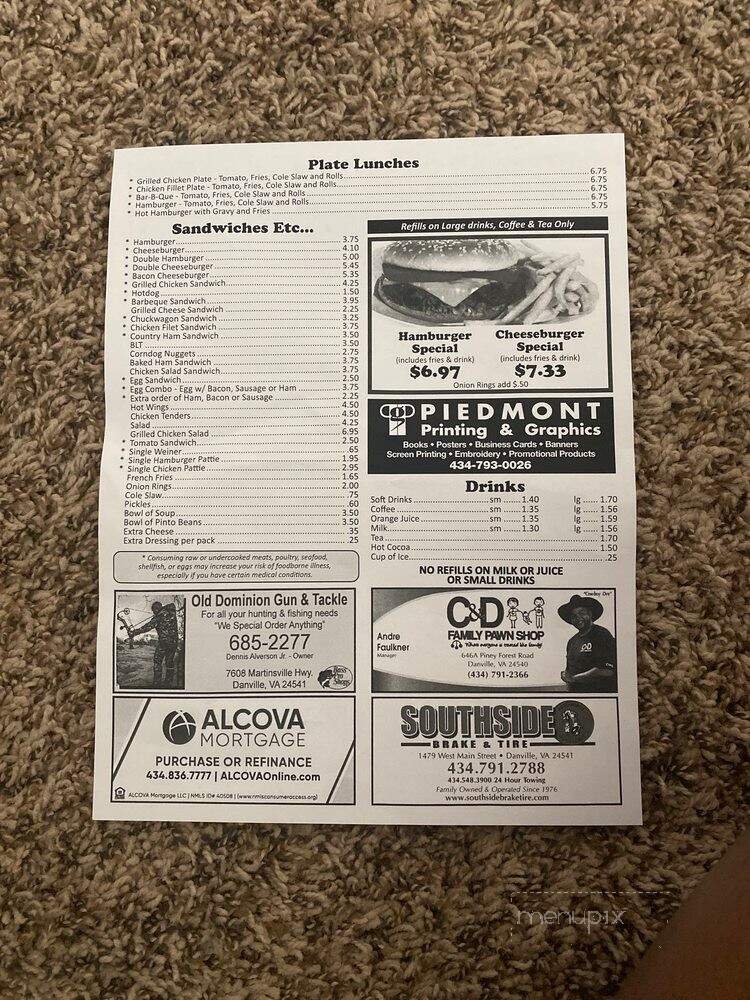 Plate Lunches
* Grilled Chicken Plate - Tomato, Fries, Cole Slaw and Rolls 6.75
* Chicken Fillet Plate - Tomato, Fries, Cole Slaw and Rolls 6.75
* Bar-B-Que - Tomato, Fries, Cole Slaw and Rolls 6.75
* Hamburger - Tomato, Fries, Cole Slaw and Rolls 6.75
* Hot Hamburger with Gravy and Fries 5.75
Sandwiches Etc...
* Hamburger 3.75
* Cheeseburger 4.10
* Double Hamburger 5.00
* Double Cheeseburger 5.45
* Bacon Cheeseburger 5.35
* Grilled Chicken Sandwich 4.25
* Hotdog 1.50
* Barbeque Sandwich 3.95
Grilled Cheese Sandwich 2.25
* Chuckwagon Sandwich 3.25
* Chicken Filet Sandwich 3.75
* Country Ham Sandwich 3.50
BLT 3.50
Corndog Nuggets 2.75
Baked Ham Sandwich 3.75
Chicken Salad Sandwich 3.75
* Egg Sandwich 2.50
* Egg Combo - Egg w/ Bacon, Sausage or Ham 3.75
* Extra order of Ham, Bacon or Sausage 2.25
Hot Wings 4.50
Chicken Tenders 4.50
Salad 4.25
Grilled Chicken Salad 6.95
* Tomato Sandwich 2.50
* Single Weiner .65
* Single Hamburger Pattie 1.95
* Single Chicken Pattie 2.95
French Fries 1.65
Onion Rings 2.00
Cole Slaw .75
Pickles .60
Bowl of Soup 3.50
Bowl of Pinto Beans 3.50
Extra Cheese .35
Extra Dressing per pack .25
* Consuming raw or undercooked meats, poultry, seafood,
shellfish, or eggs may increase your risk of foodborne illness,
especially if you have certain medical conditions.
Refills on Large drinks, Coffee & Tea Only
Hamburger Special
(includes fries & drink)
$6.97
Cheeseburger Special
(includes fries & drink)
$7.33
Onion Rings add $.50
PIEDMONT
Printing & Graphics
Books • Posters • Business Cards • Banners
Screen Printing • Embroidery • Promotional Products
434-793-0026
Drinks
Soft Drinks sm 1.40 lg 1.70
Coffee sm 1.35 lg 1.56
Orange Juice sm 1.35 lg 1.59
Milk sm 1.30 lg 1.56
Tea 1.70
Hot Cocoa 1.50
Cup of Ice .25
NO REFILLS ON MILK OR JUICE
OR SMALL DRINKS
Old Dominion Gun & Tackle
For all your hunting & fishing needs
"We Special Order Anything"
685-2277
Dennis Alverson Jr. - Owner
7608 Martinsville Hwy.
Danville, VA 24541
Bass Pro Shops
C&D
FAMILY PAWN SHOP
Where everyone is treated like family!
Andre
Faulkner
Manager
646A Piney Forest Road
Danville, VA 24540
(434) 791-2366
"Cowboy Dre"
ALCOVA
MORTGAGE
PURCHASE OR REFINANCE
434.836.7777 | ALCOVAOnline.com
ALCOVA Mortgage LLC | NMLS ID# 40508 | (www.nmlsconsumeraccess.org)
SOUTHSIDE
BRAKE & TIRE
1479 West Main Street • Danville, VA 24541
434.791.2788
434.548.3900 24 Hour Towing
Family Owned & Operated Since 1976
www.southsidebraketire.com
menupix